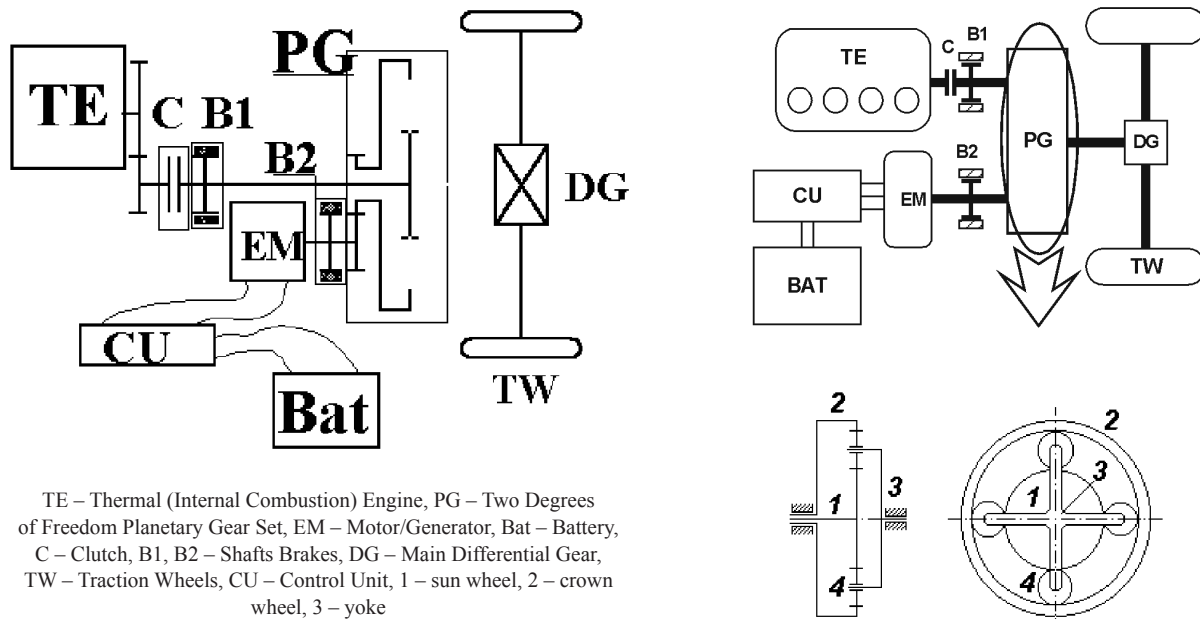 TE
C B1
PG
B2
EM
CU
Bat
DG
TW
TE
C
B1
PG
DG
B2
CU
EM
BAT
TW
2
1
3
4
2
3
1
4
TE – Thermal (Internal Combustion) Engine, PG – Two Degrees
of Freedom Planetary Gear Set, EM – Motor/Generator, Bat – Battery,
C – Clutch, B1, B2 – Shafts Brakes, DG – Main Differential Gear,
TW – Traction Wheels, CU – Control Unit, 1 – sun wheel, 2 – crown
wheel, 3 – yoke